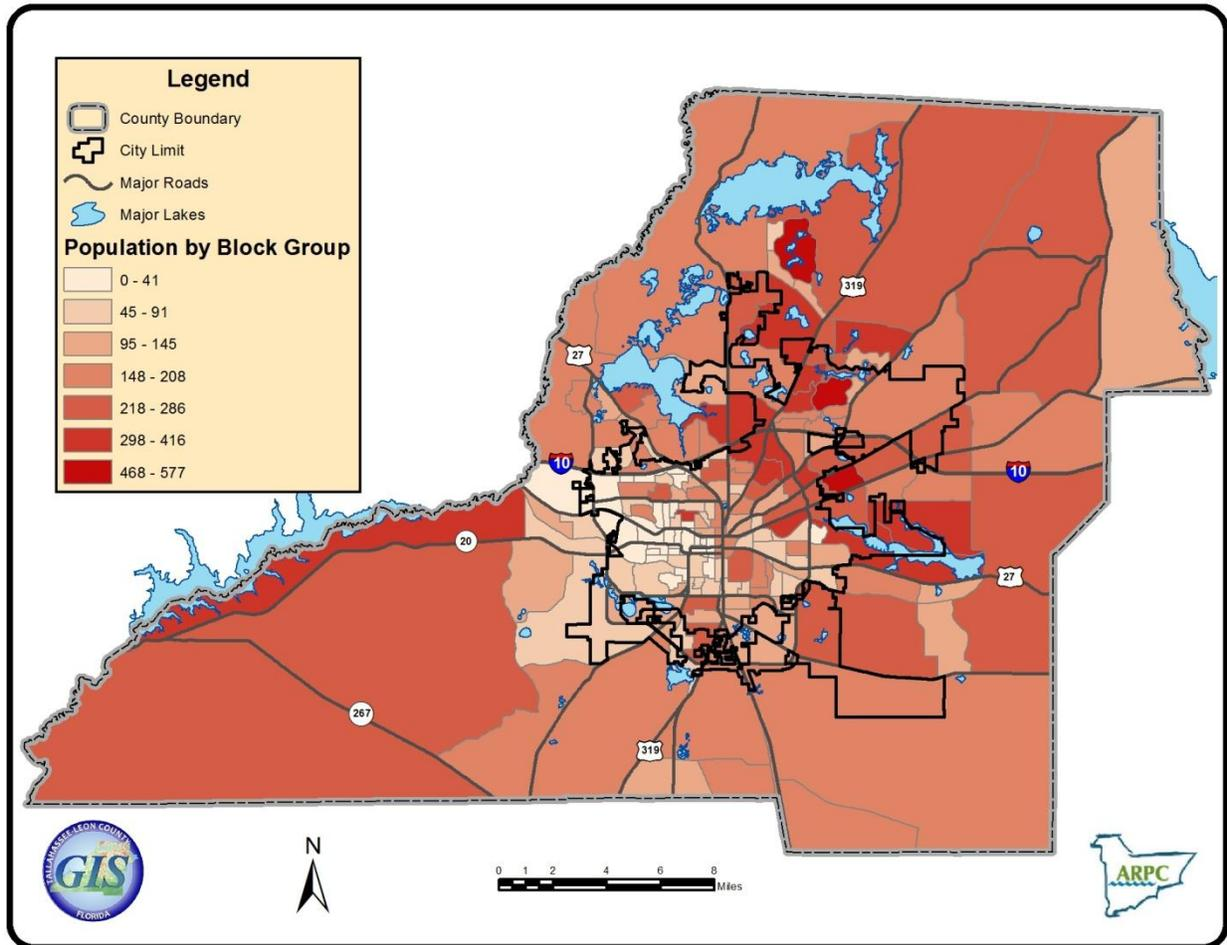 Legend
County Boundary
City Limit
Major Roads
Major Lakes
Population by Block Group
0 - 41
45 - 91
95 - 145
148 - 208
218 - 286
298 - 416
468 - 577
319
27
10
10
20
27
267
319
TALLAHASSEE-LEON COUNTY
GIS
FLORIDA
N
0 1 2 4 6 8
Miles
ARPC